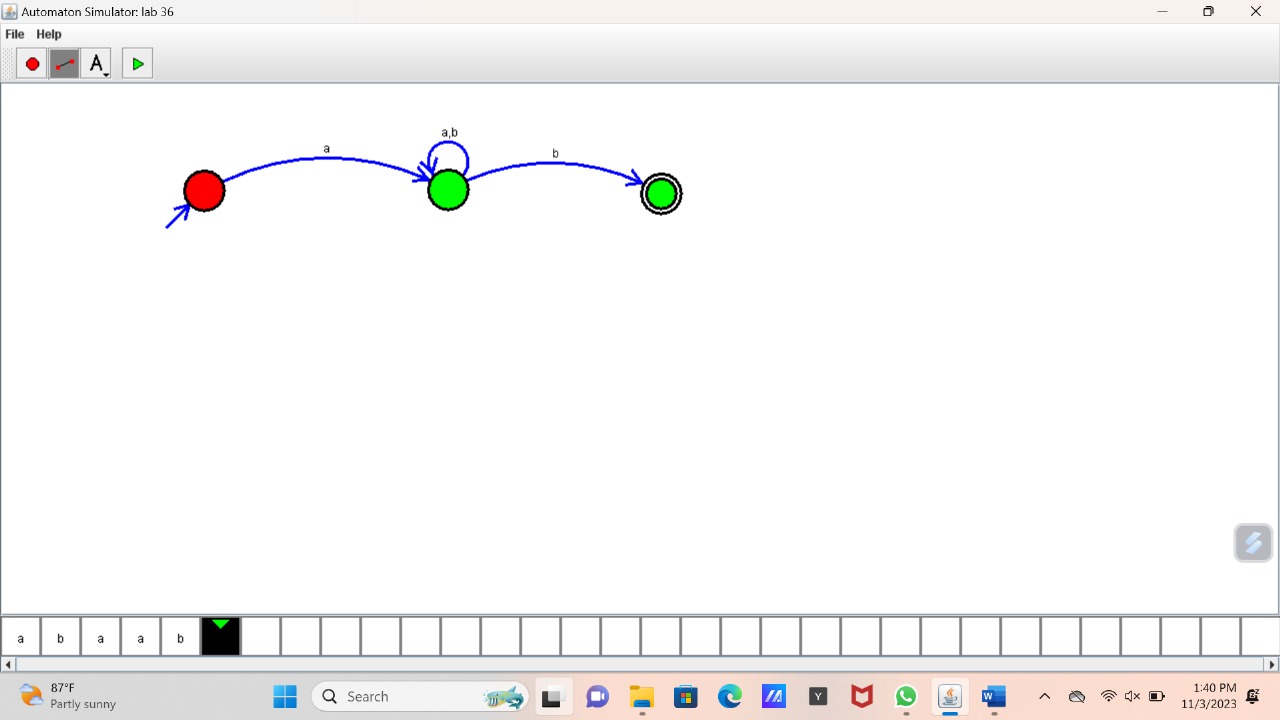 Automaton Simulator: lab 36
File Help
A
a,b
a
b
a b a a b
87°F
Partly sunny
Search
Y
W
1:40 PM
11/3/2023